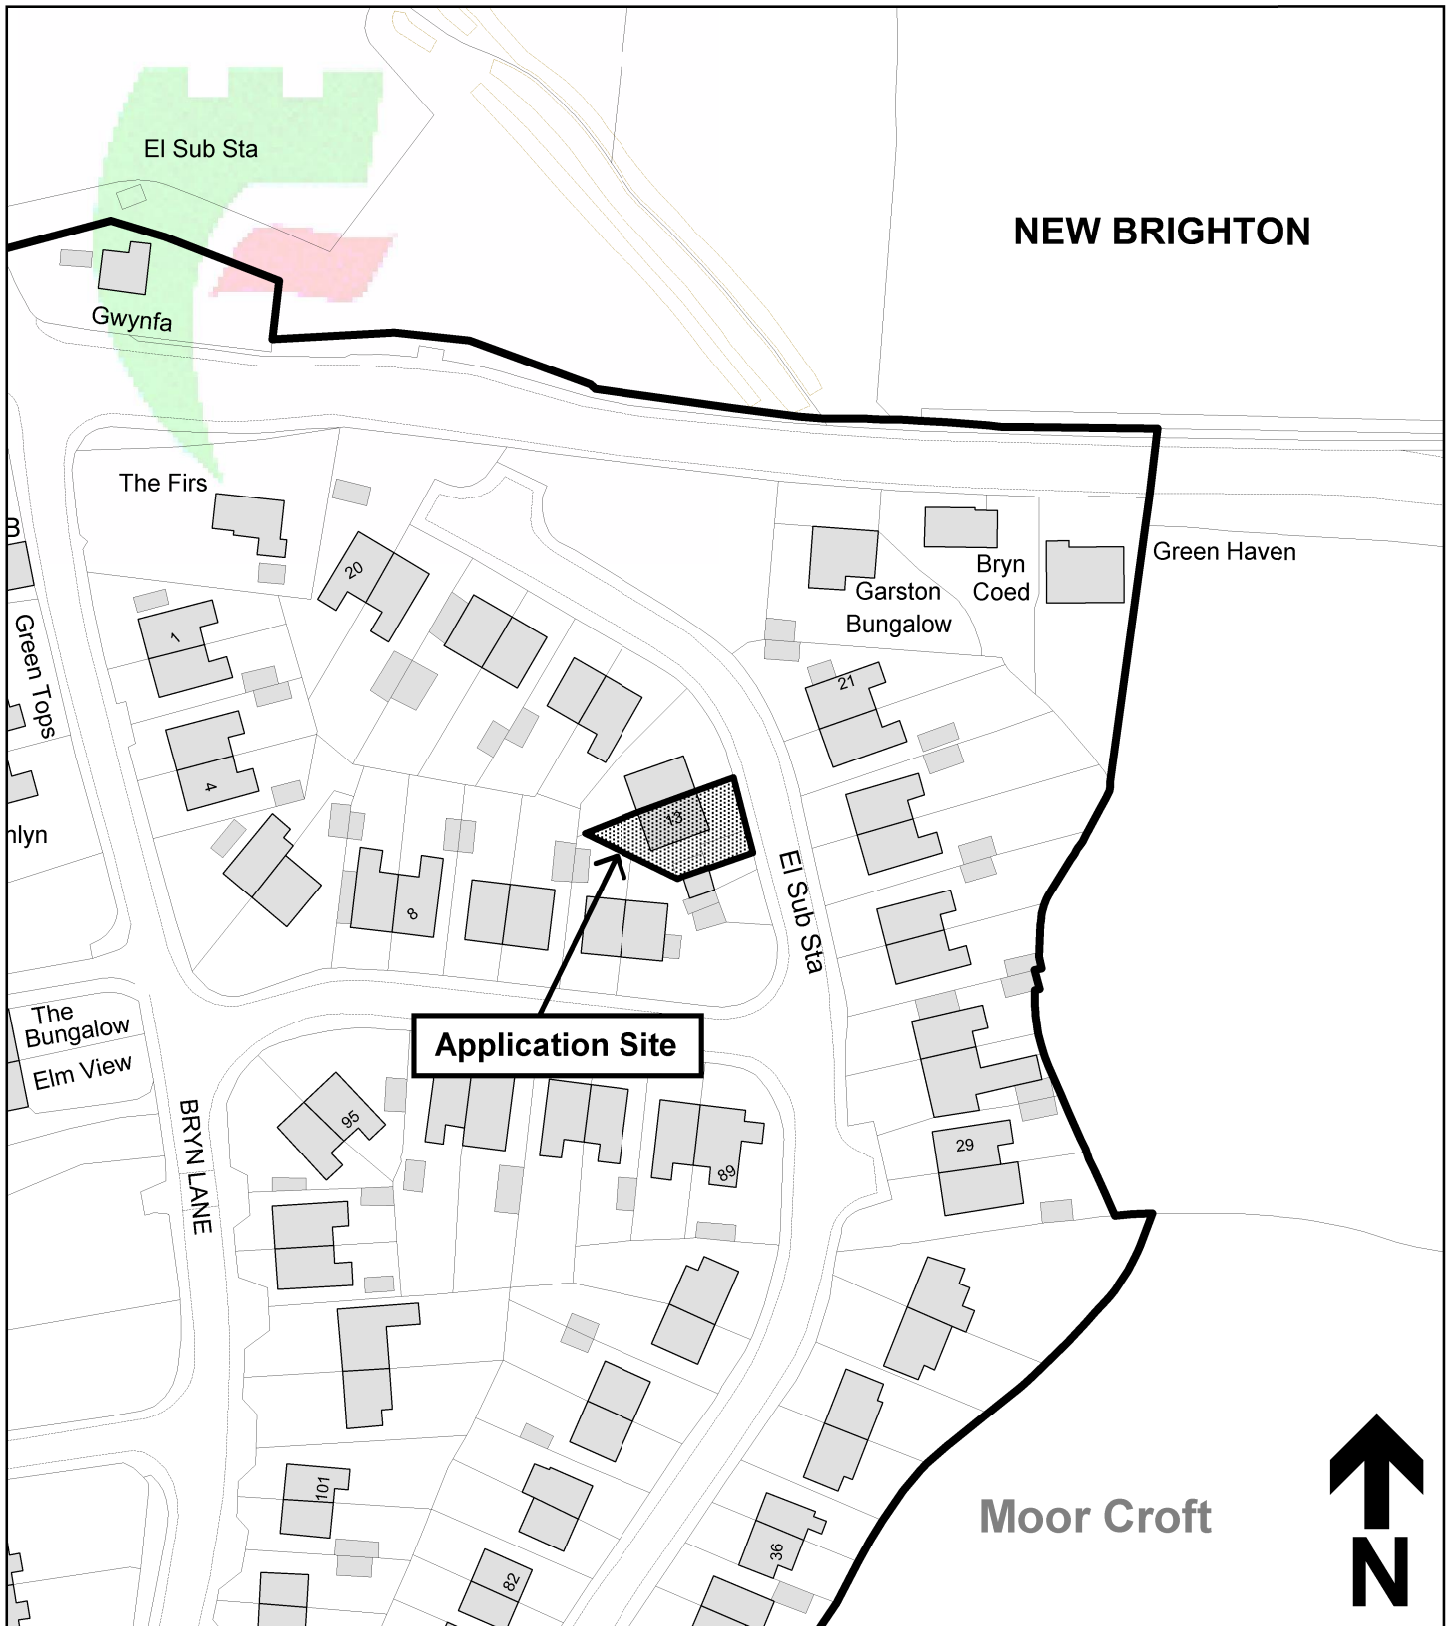 El Sub Sta
NEW BRIGHTON
Gwynfa
The Firs
B
20
Green Haven
Bryn
Coed
Garston
Bungalow
1
Green Tops
21
4
13
nlyn
El Sub Sta
8
The
Bungalow
Application Site
Elm View
BRYN LANE
95
89
29
101
82
36
Moor Croft
N